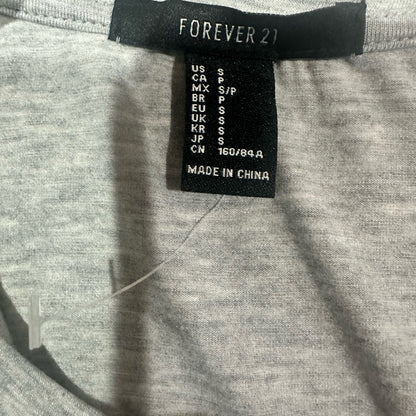 FOREVER 21
US S
CA P
MX S/P
BR P
EU S
UK S
KR S
JP S
CN 160/84A
MADE IN CHINA